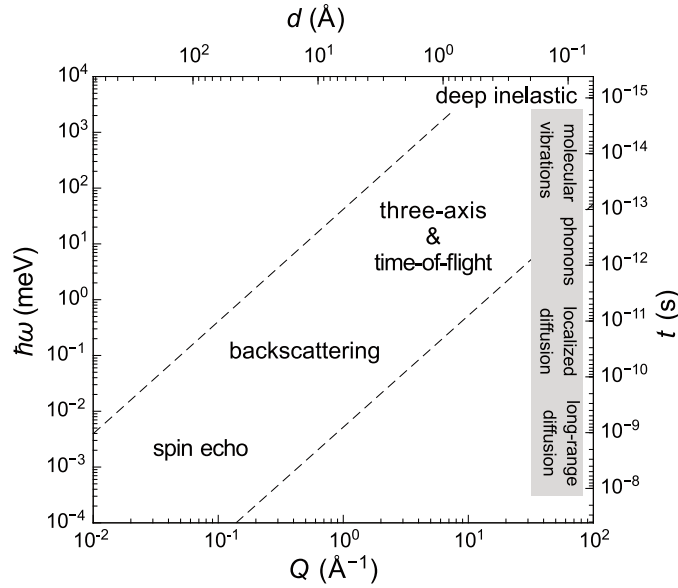 d (Å)
10² 10¹ 10⁰ 10⁻¹
10⁴
10³
10²
10¹
10⁰
10⁻¹
10⁻²
10⁻³
10⁻⁴
ħω (meV)
deep inelastic
three-axis
&
time-of-flight
backscattering
spin echo
molecular
vibrations
phonons
localized
diffusion
long-range
diffusion
10⁻¹⁵
10⁻¹⁴
10⁻¹³
10⁻¹²
10⁻¹¹
10⁻¹⁰
10⁻⁹
10⁻⁸
t (s)
10⁻² 10⁻¹ 10⁰ 10¹ 10²
Q (Å⁻¹)